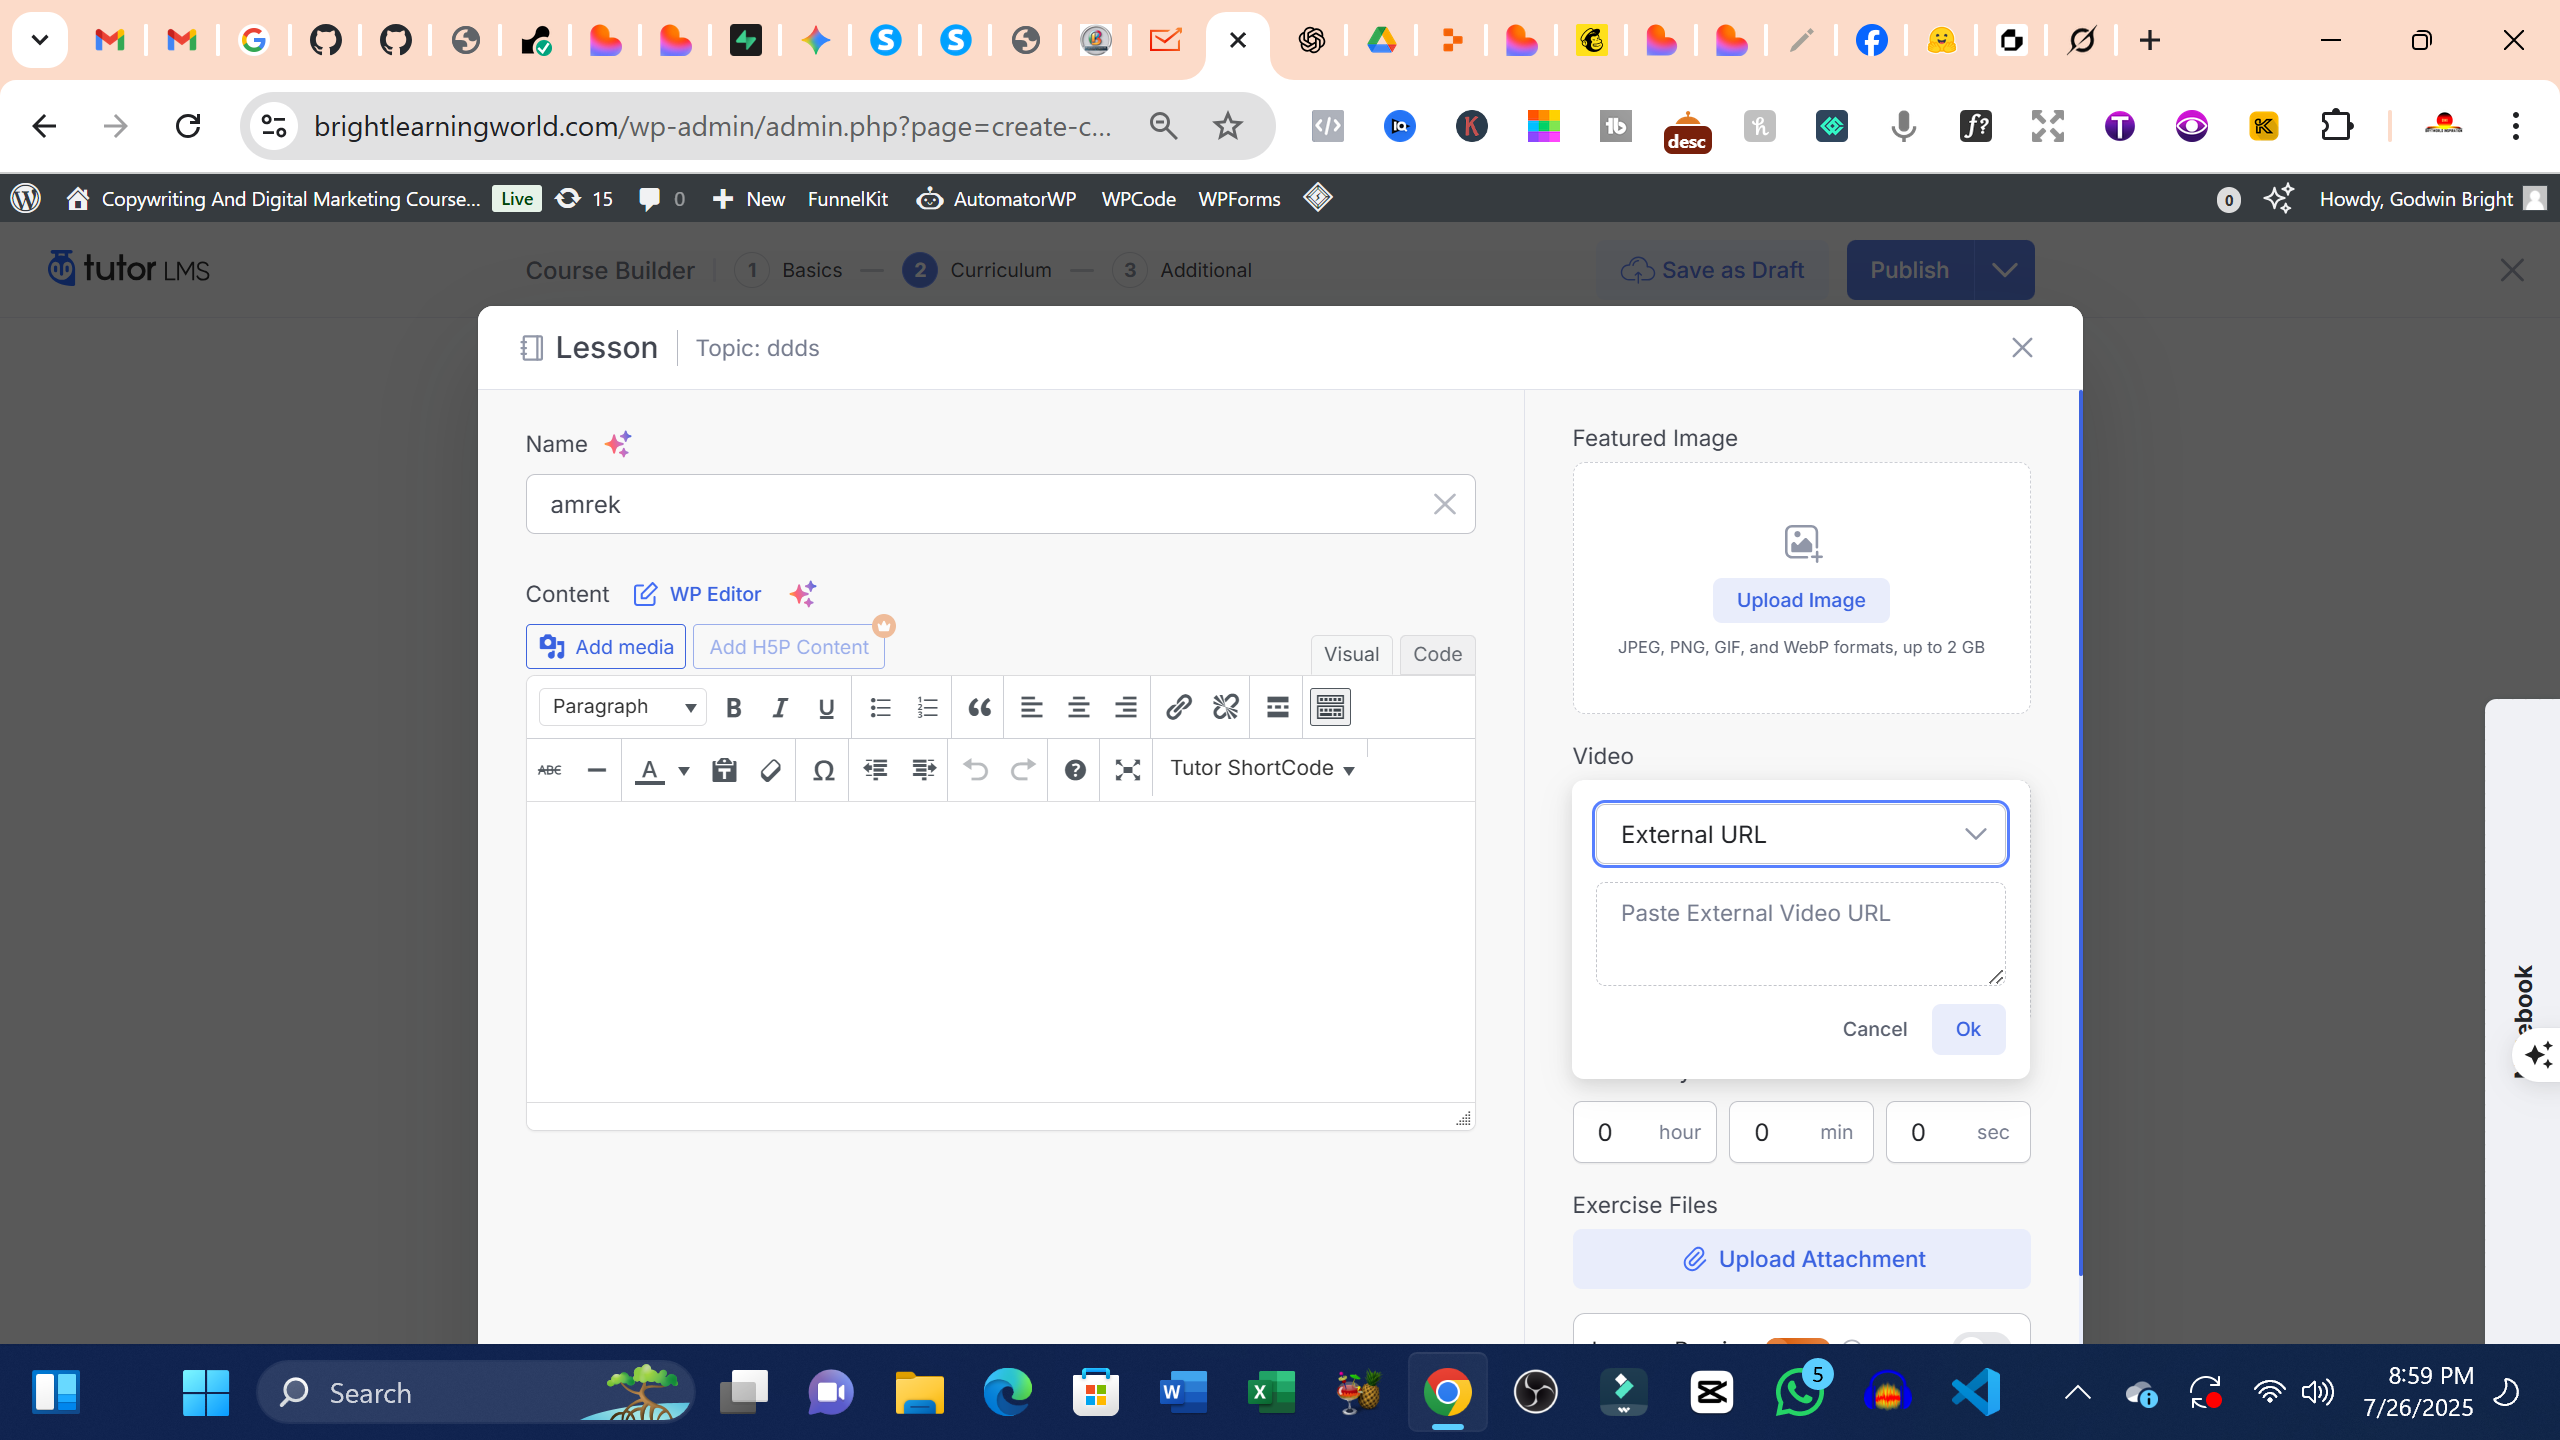 brightlearningworld.com/wp-admin/admin.php?page=create-c...
desc
Copywriting And Digital Marketing Course... Live 15 0 New FunnelKit AutomatorWP WPCode WPForms 0 Howdy, Godwin Bright
tutor LMS Course Builder 1 Basics 2 Curriculum 3 Additional Save as Draft Publish
Lesson Topic: ddds
Name
amrek
Content WP Editor
Add media Add H5P Content Visual Code
Paragraph B I U
ABC A Ω Tutor ShortCode
Featured Image
Upload Image
JPEG, PNG, GIF, and WebP formats, up to 2 GB
Video
External URL
Paste External Video URL
Cancel Ok
0 hour 0 min 0 sec
Exercise Files
Upload Attachment
Search
5
8:59 PM
7/26/2025